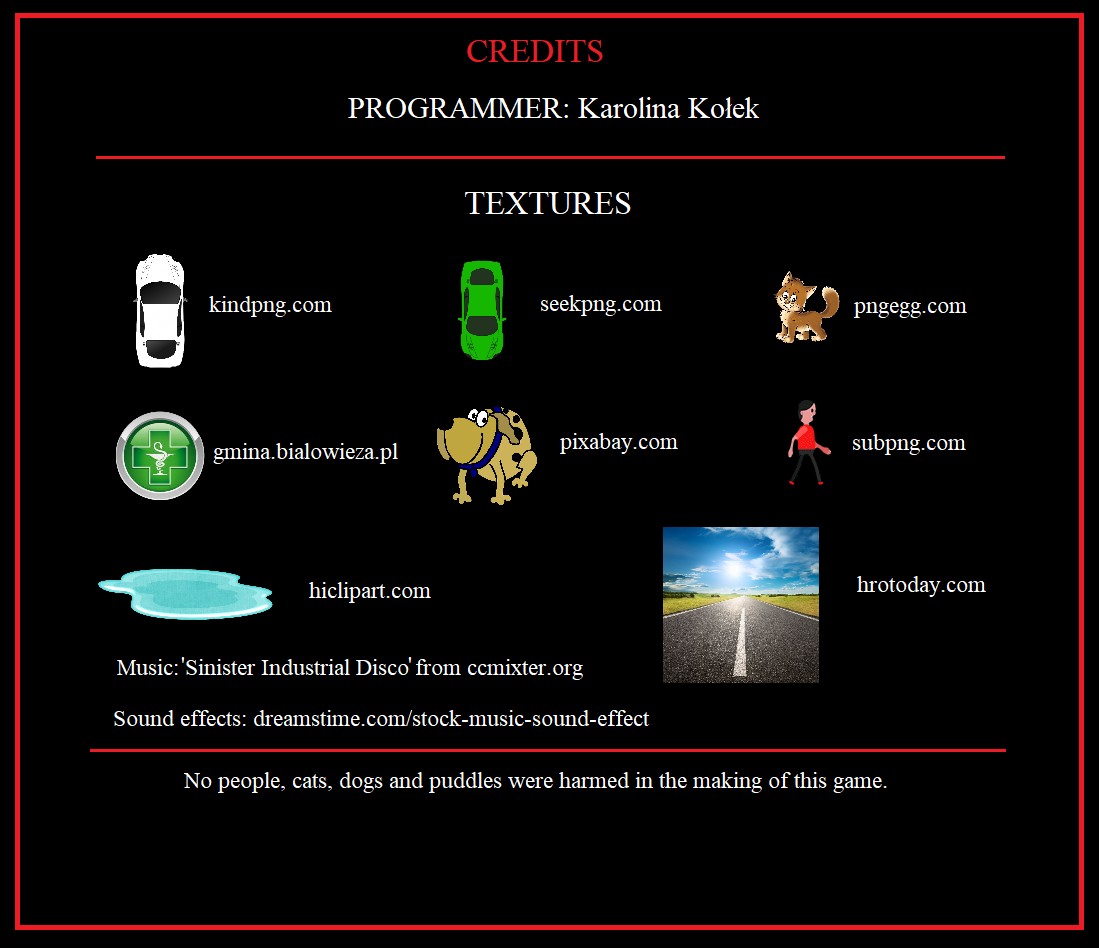 CREDITS
PROGRAMMER: Karolina Kołek
TEXTURES
kindpng.com
seekpng.com
pngegg.com
gmina.bialowieza.pl
pixabay.com
subpng.com
hiclipart.com
hrotoday.com
Music:'Sinister Industrial Disco' from ccmixter.org
Sound effects: dreamstime.com/stock-music-sound-effect
No people, cats, dogs and puddles were harmed in the making of this game.